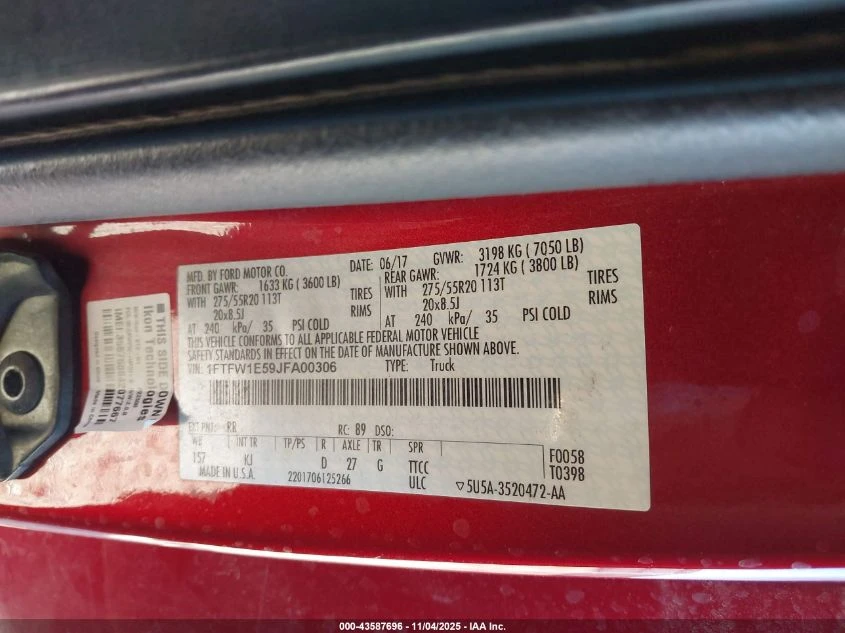 MFD. BY FORD MOTOR CO.
DATE: 06/17 GVWR: 3198 KG ( 7050 LB)
FRONT GAWR: 1633 KG ( 3600 LB)
REAR GAWR: 1724 KG ( 3800 LB)
WITH 275/55R20 113T TIRES
WITH 275/55R20 113T TIRES
20x8.5J RIMS
20x8.5J RIMS
AT 240 kPa/ 35 PSI COLD
AT 240 kPa/ 35 PSI COLD
THIS VEHICLE CONFORMS TO ALL APPLICABLE FEDERAL MOTOR VEHICLE
SAFETY STANDARDS IN EFFECT ON THE DATE OF MANUFACTURE SHOWN ABOVE.
VIN: 1FTFW1E59JFA00306 TYPE: Truck
EXT PNT: RR RC: 89 DSO:
WB INT TR TP/PS R AXLE TR SPR
157 KJ D 27 G TTCC
F0058
T0398
MADE IN U.S.A. 2201706125266 ULC
5U5A-3520472-AA
THIS SIDE DOWN
Ikon Technologies
000-43587696 - 11/04/2025 - IAA Inc.